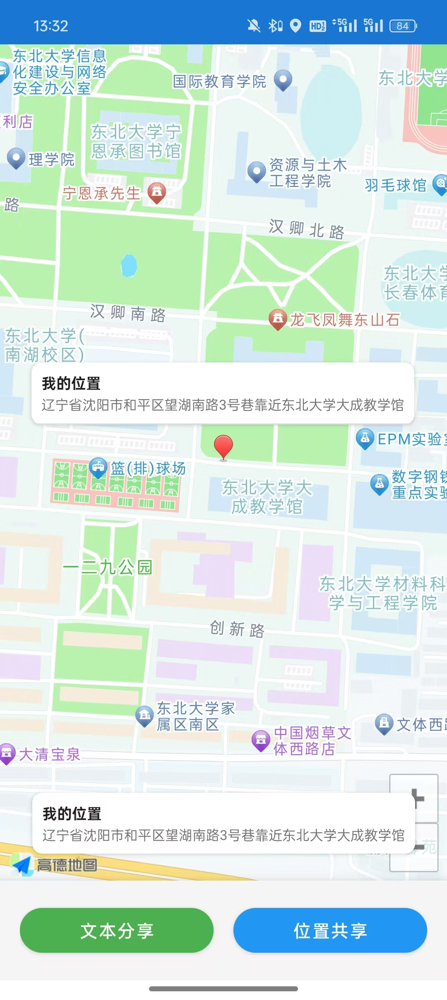 13:32
HD 1 2
5G
5G
84
东北大学信息
化建设与网络
安全办公室
国际教育学院
东北大学
利店
东北大学宁
恩承图书馆
理学院
资源与土木
工程学院
羽毛球馆
宁恩承先生
路
汉卿北路
东北大学
长春体育
汉卿南路
龙飞凤舞东山石
东北大学(
南湖校区)
我的位置
辽宁省沈阳市和平区望湖南路3号巷靠近东北大学大成教学馆
EPM实验室
篮(排)球场
数字钢铁
重点实验
东北大学大
成教学馆
一二九公园
东北大学材料科
学与工程学院
创新路
东北大学家
属区南区
文体西路
中国烟草文
体西路店
大清宝泉
+
我的位置
辽宁省沈阳市和平区望湖南路3号巷靠近东北大学大成教学馆
苑
高德地图
文本分享
位置共享